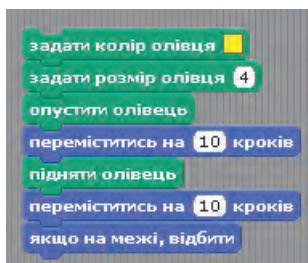 задати колір олівця
задати розмір олівця 4
опустити олівець
переміститись на 10 кроків
підняти олівець
переміститись на 10 кроків
якщо на межі, відбити